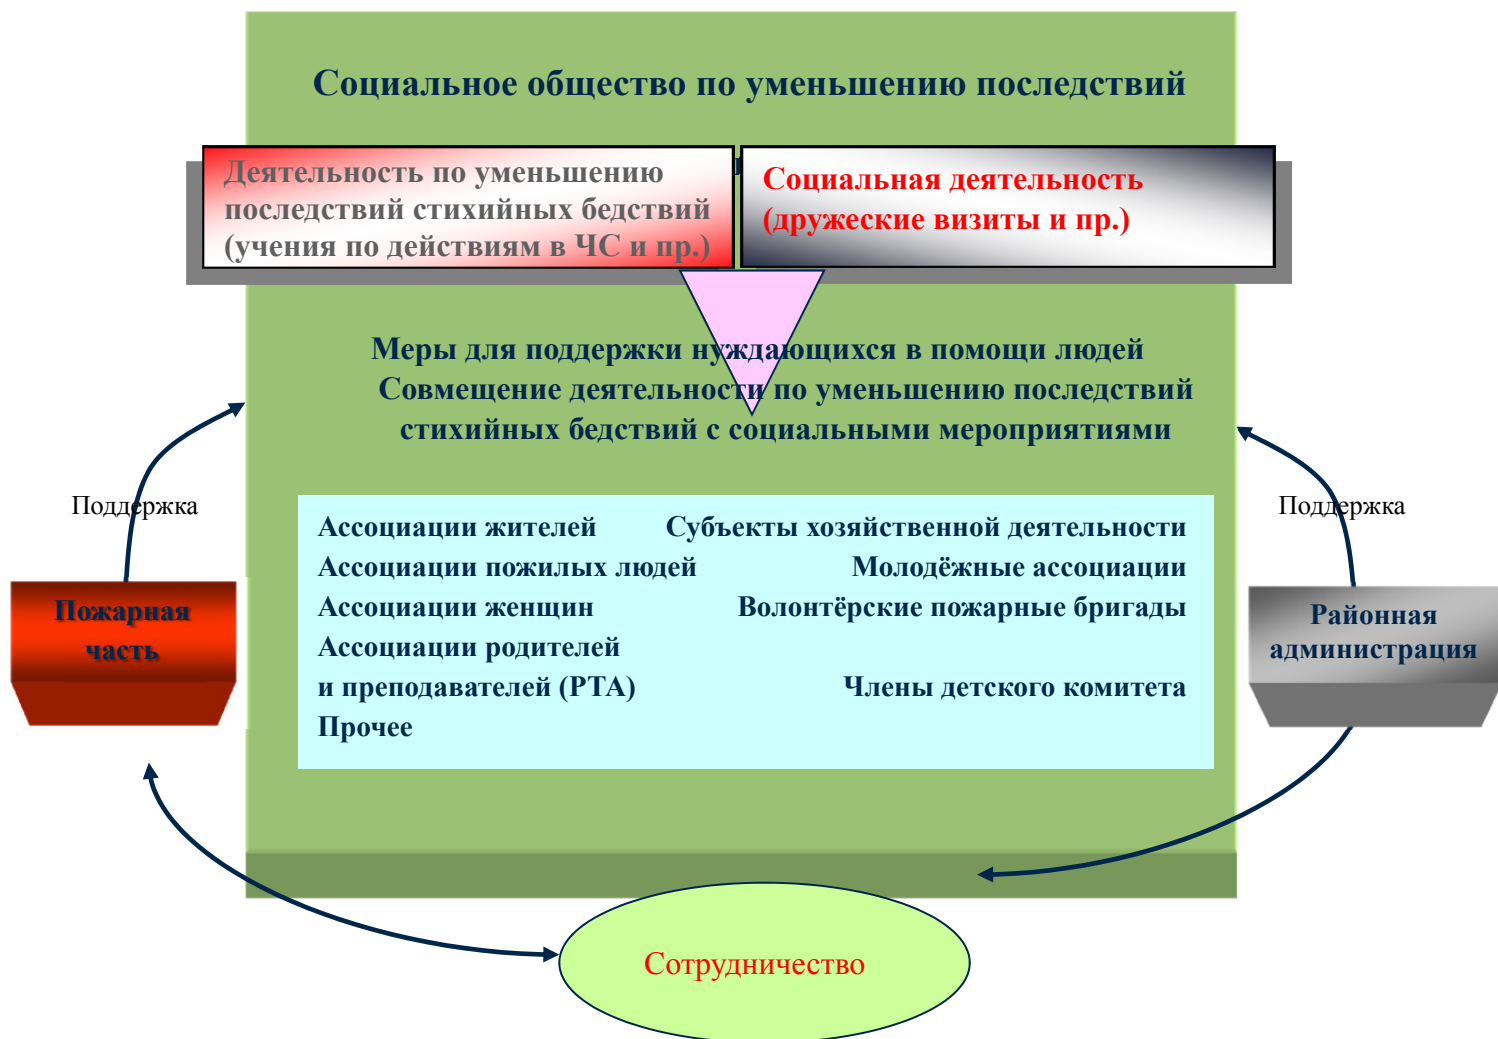 Социальное общество по уменьшению последствий
Деятельность по уменьшению
последствий стихийных бедствий
(учения по действиям в ЧС и пр.)
Социальная деятельность
(дружеские визиты и пр.)
Меры для поддержки нуждающихся в помощи людей
Совмещение деятельности по уменьшению последствий
стихийных бедствий с социальными мероприятиями
Поддержка
Поддержка
Ассоциации жителей Субъекты хозяйственной деятельности
Ассоциации пожилых людей Молодёжные ассоциации
Ассоциации женщин Волонтёрские пожарные бригады
Ассоциации родителей
и преподавателей (РТА) Члены детского комитета
Прочее
Пожарная
часть
Районная
администрация
Сотрудничество